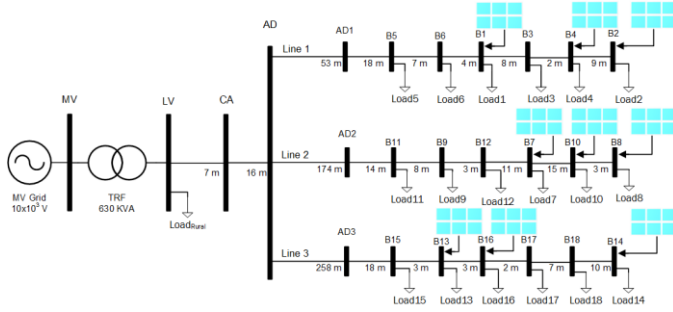 AD
Line 1
AD1
B5
B6
B1
B3
B4
B2
53 m
18 m
7 m
4 m
8 m
2 m
9 m
Load5
Load6
Load1
Load3
Load4
Load2
MV
LV
CA
Line 2
AD2
B11
B9
B12
B7
B10
B8
7 m
16 m
174 m
14 m
8 m
3 m
11 m
15 m
3 m
Load11
Load9
Load12
Load7
Load10
Load8
MV Grid
10x10³ V
TRF
630 KVA
LoadRural
Line 3
AD3
B15
B13
B16
B17
B18
B14
258 m
18 m
3 m
3 m
2 m
7 m
10 m
Load15
Load13
Load16
Load17
Load18
Load14